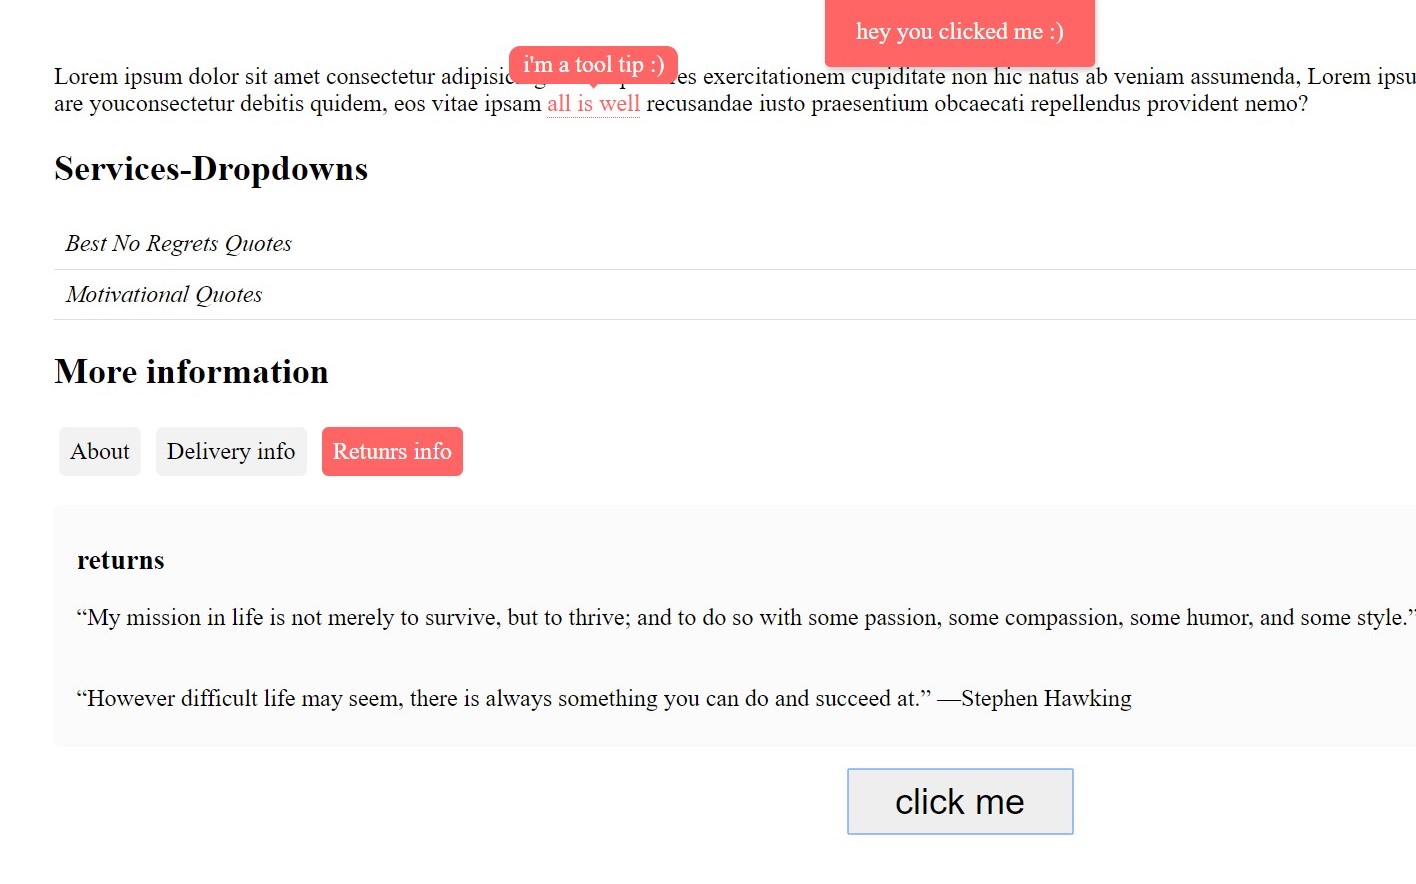 hey you clicked me :)
i'm a tool tip :)
Lorem ipsum dolor sit amet consectetur es exercitationem cupiditate non hic natus ab veniam assumenda, Lorem
are youconsectetur debitis quidem, eos vitae ipsam all is well recusandae iusto praesentium obcaecati repellendus provident nemo?
Services-Dropdowns
Best No Regrets Quotes
Motivational Quotes
More information
About Delivery info Retunrs info
returns
“My mission in life is not merely to survive, but to thrive; and to do so with some passion, some compassion, some humor, and some style.”
“However difficult life may seem, there is always something you can do and succeed at.” —Stephen Hawking
click me